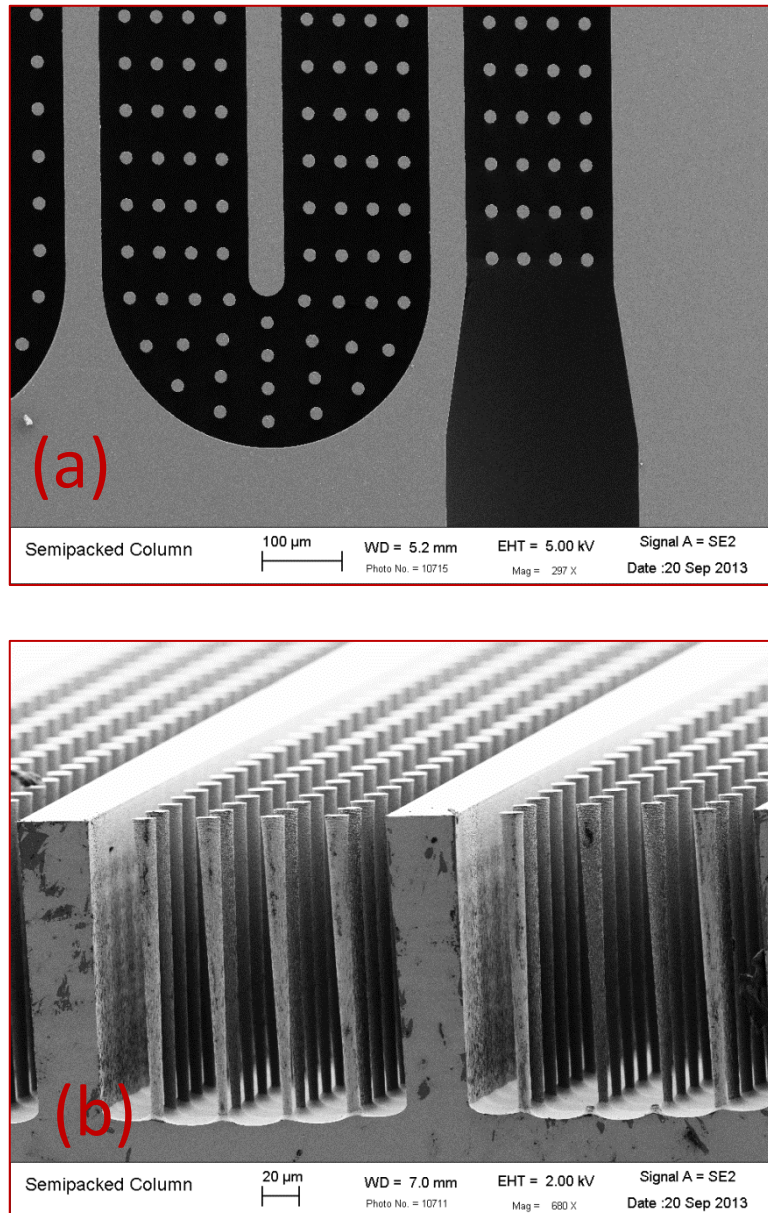 (a)
Semipacked Column
100 µm
WD = 5.2 mm
EHT = 5.00 kV
Signal A = SE2
Photo No. = 10715
Mag = 297 X
Date :20 Sep 2013
(b)
Semipacked Column
20 µm
WD = 7.0 mm
EHT = 2.00 kV
Signal A = SE2
Photo No. = 10711
Mag = 680 X
Date :20 Sep 2013